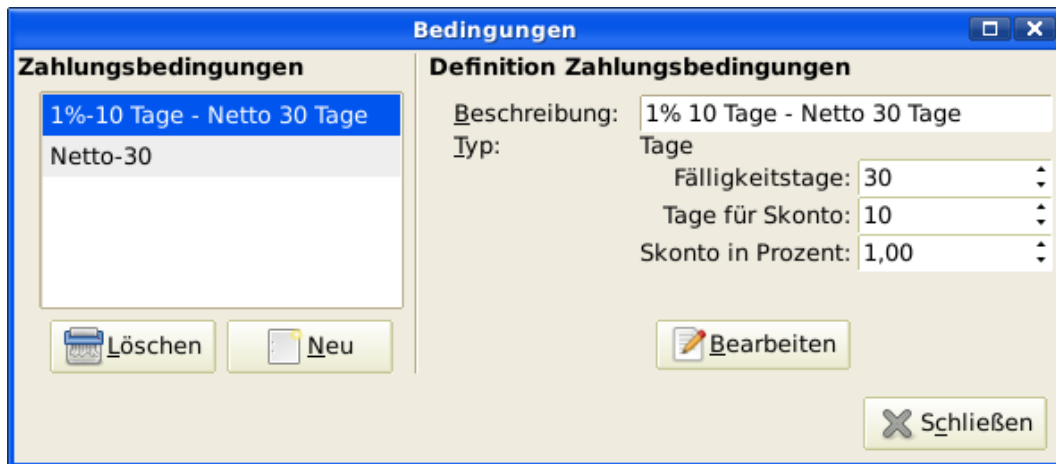 Bedingungen
Zahlungsbedingungen
1%-10 Tage - Netto 30 Tage
Netto-30
Löschen
Neu
Definition Zahlungsbedingungen
Beschreibung: 1% 10 Tage - Netto 30 Tage
Typ: Tage
Fälligkeitstage: 30
Tage für Skonto: 10
Skonto in Prozent: 1,00
Bearbeiten
Schließen